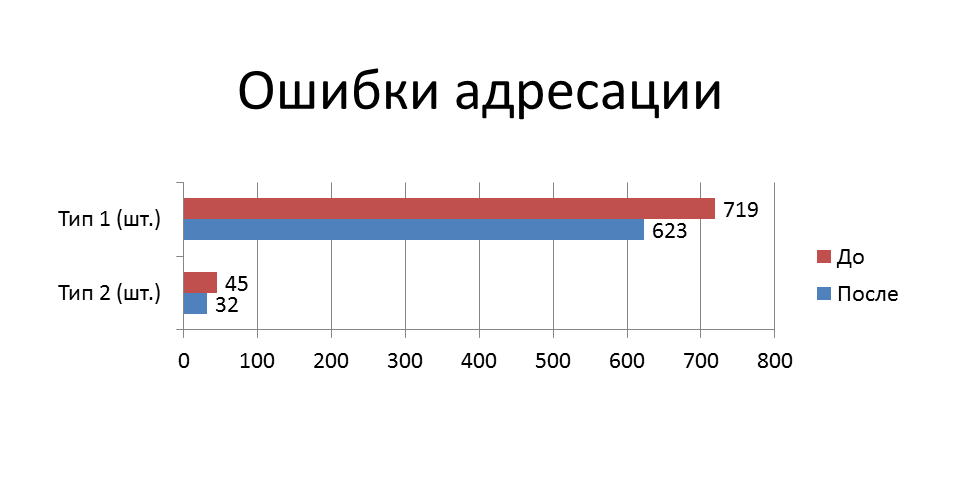 Ошибки адресации
Тип 1 (шт.)
719
623
Тип 2 (шт.)
45
32
До
После
0 100 200 300 400 500 600 700 800